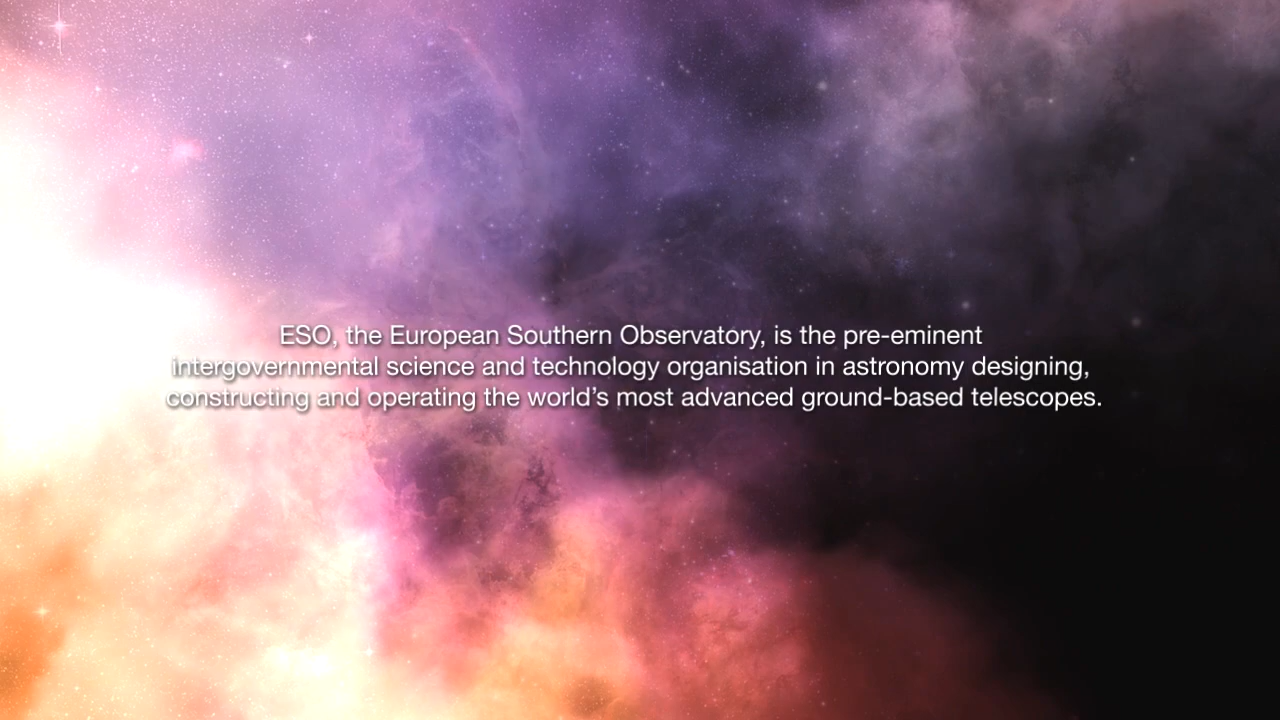 ESO, the European Southern Observatory, is the pre-eminent
intergovernmental science and technology organisation in astronomy designing,
constructing and operating the world’s most advanced ground-based telescopes.